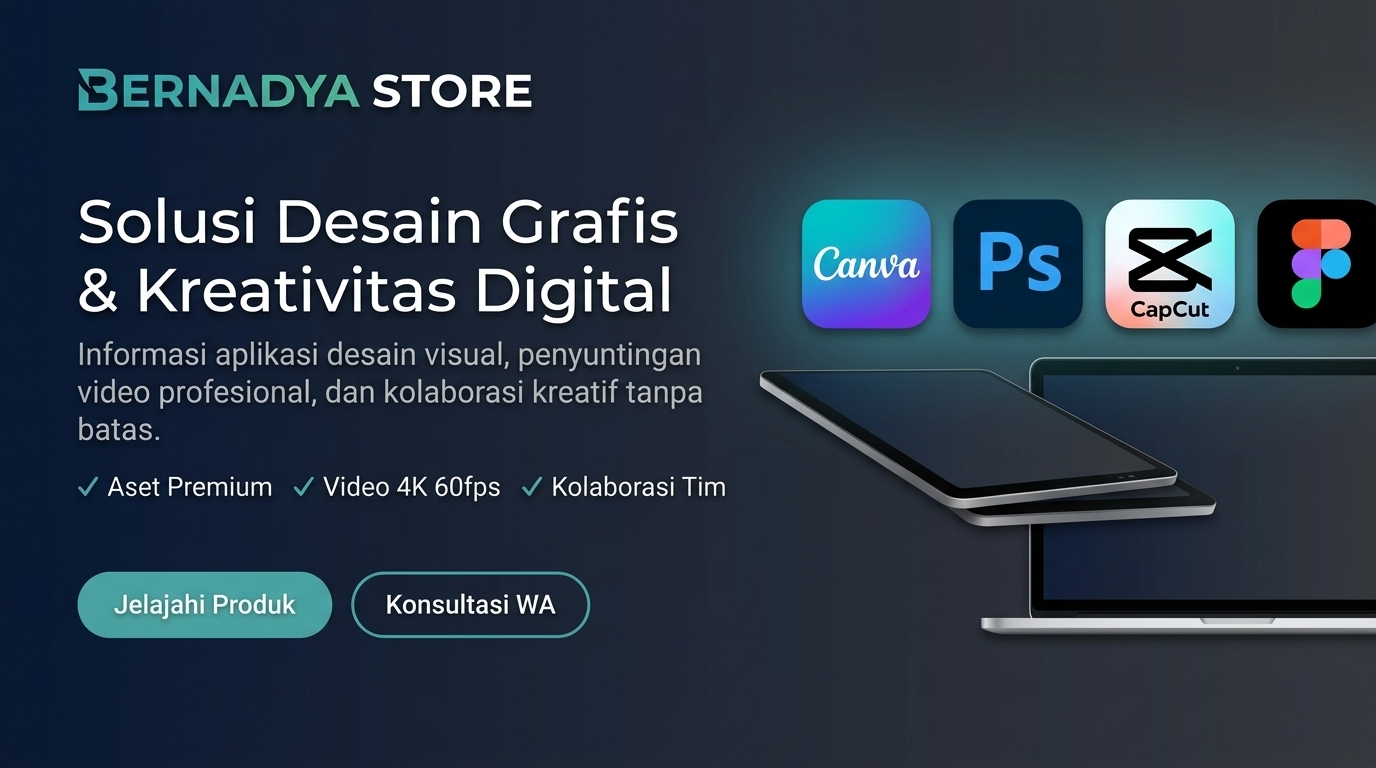 BERNADYA STORE
Solusi Desain Grafis
& Kreativitas Digital
Informasi aplikasi desain visual, penyuntingan
video profesional, dan kolaborasi kreatif tanpa
batas.
✓ Aset Premium ✓ Video 4K 60fps ✓ Kolaborasi Tim
Jelajahi Produk Konsultasi WA
Canva Ps CapCut